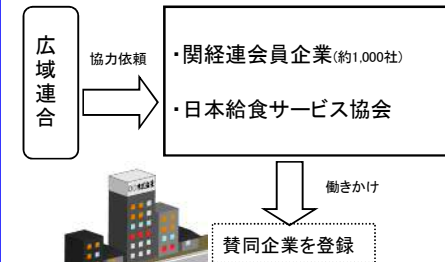 広域連合
協力依頼
・関経連会員企業(約1,000社)
・日本給食サービス協会
働きかけ
賛同企業を登録